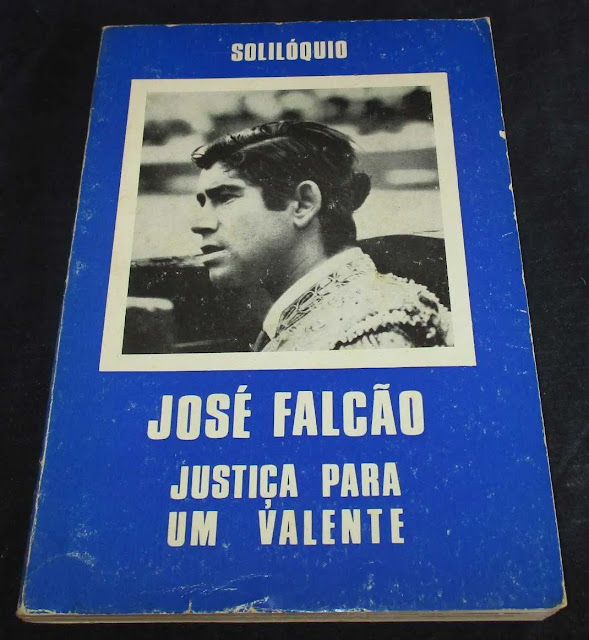 SOLILÓQUIO
JOSÉ FALCÃO
JUSTIÇA PARA
UM VALENTE